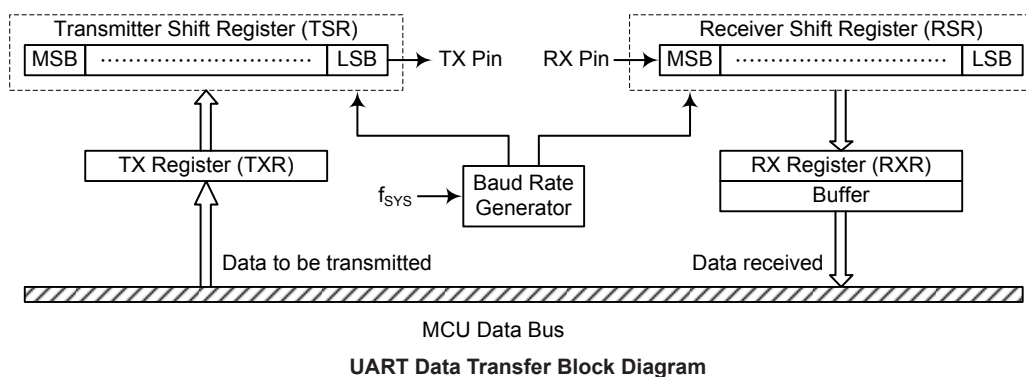 Transmitter Shift Register (TSR)
MSB ................................ LSB
TX Pin
RX Pin
Receiver Shift Register (RSR)
MSB ................................ LSB
TX Register (TXR)
f_SYS
Baud Rate
Generator
RX Register (RXR)
Buffer
Data to be transmitted
Data received
MCU Data Bus
UART Data Transfer Block Diagram